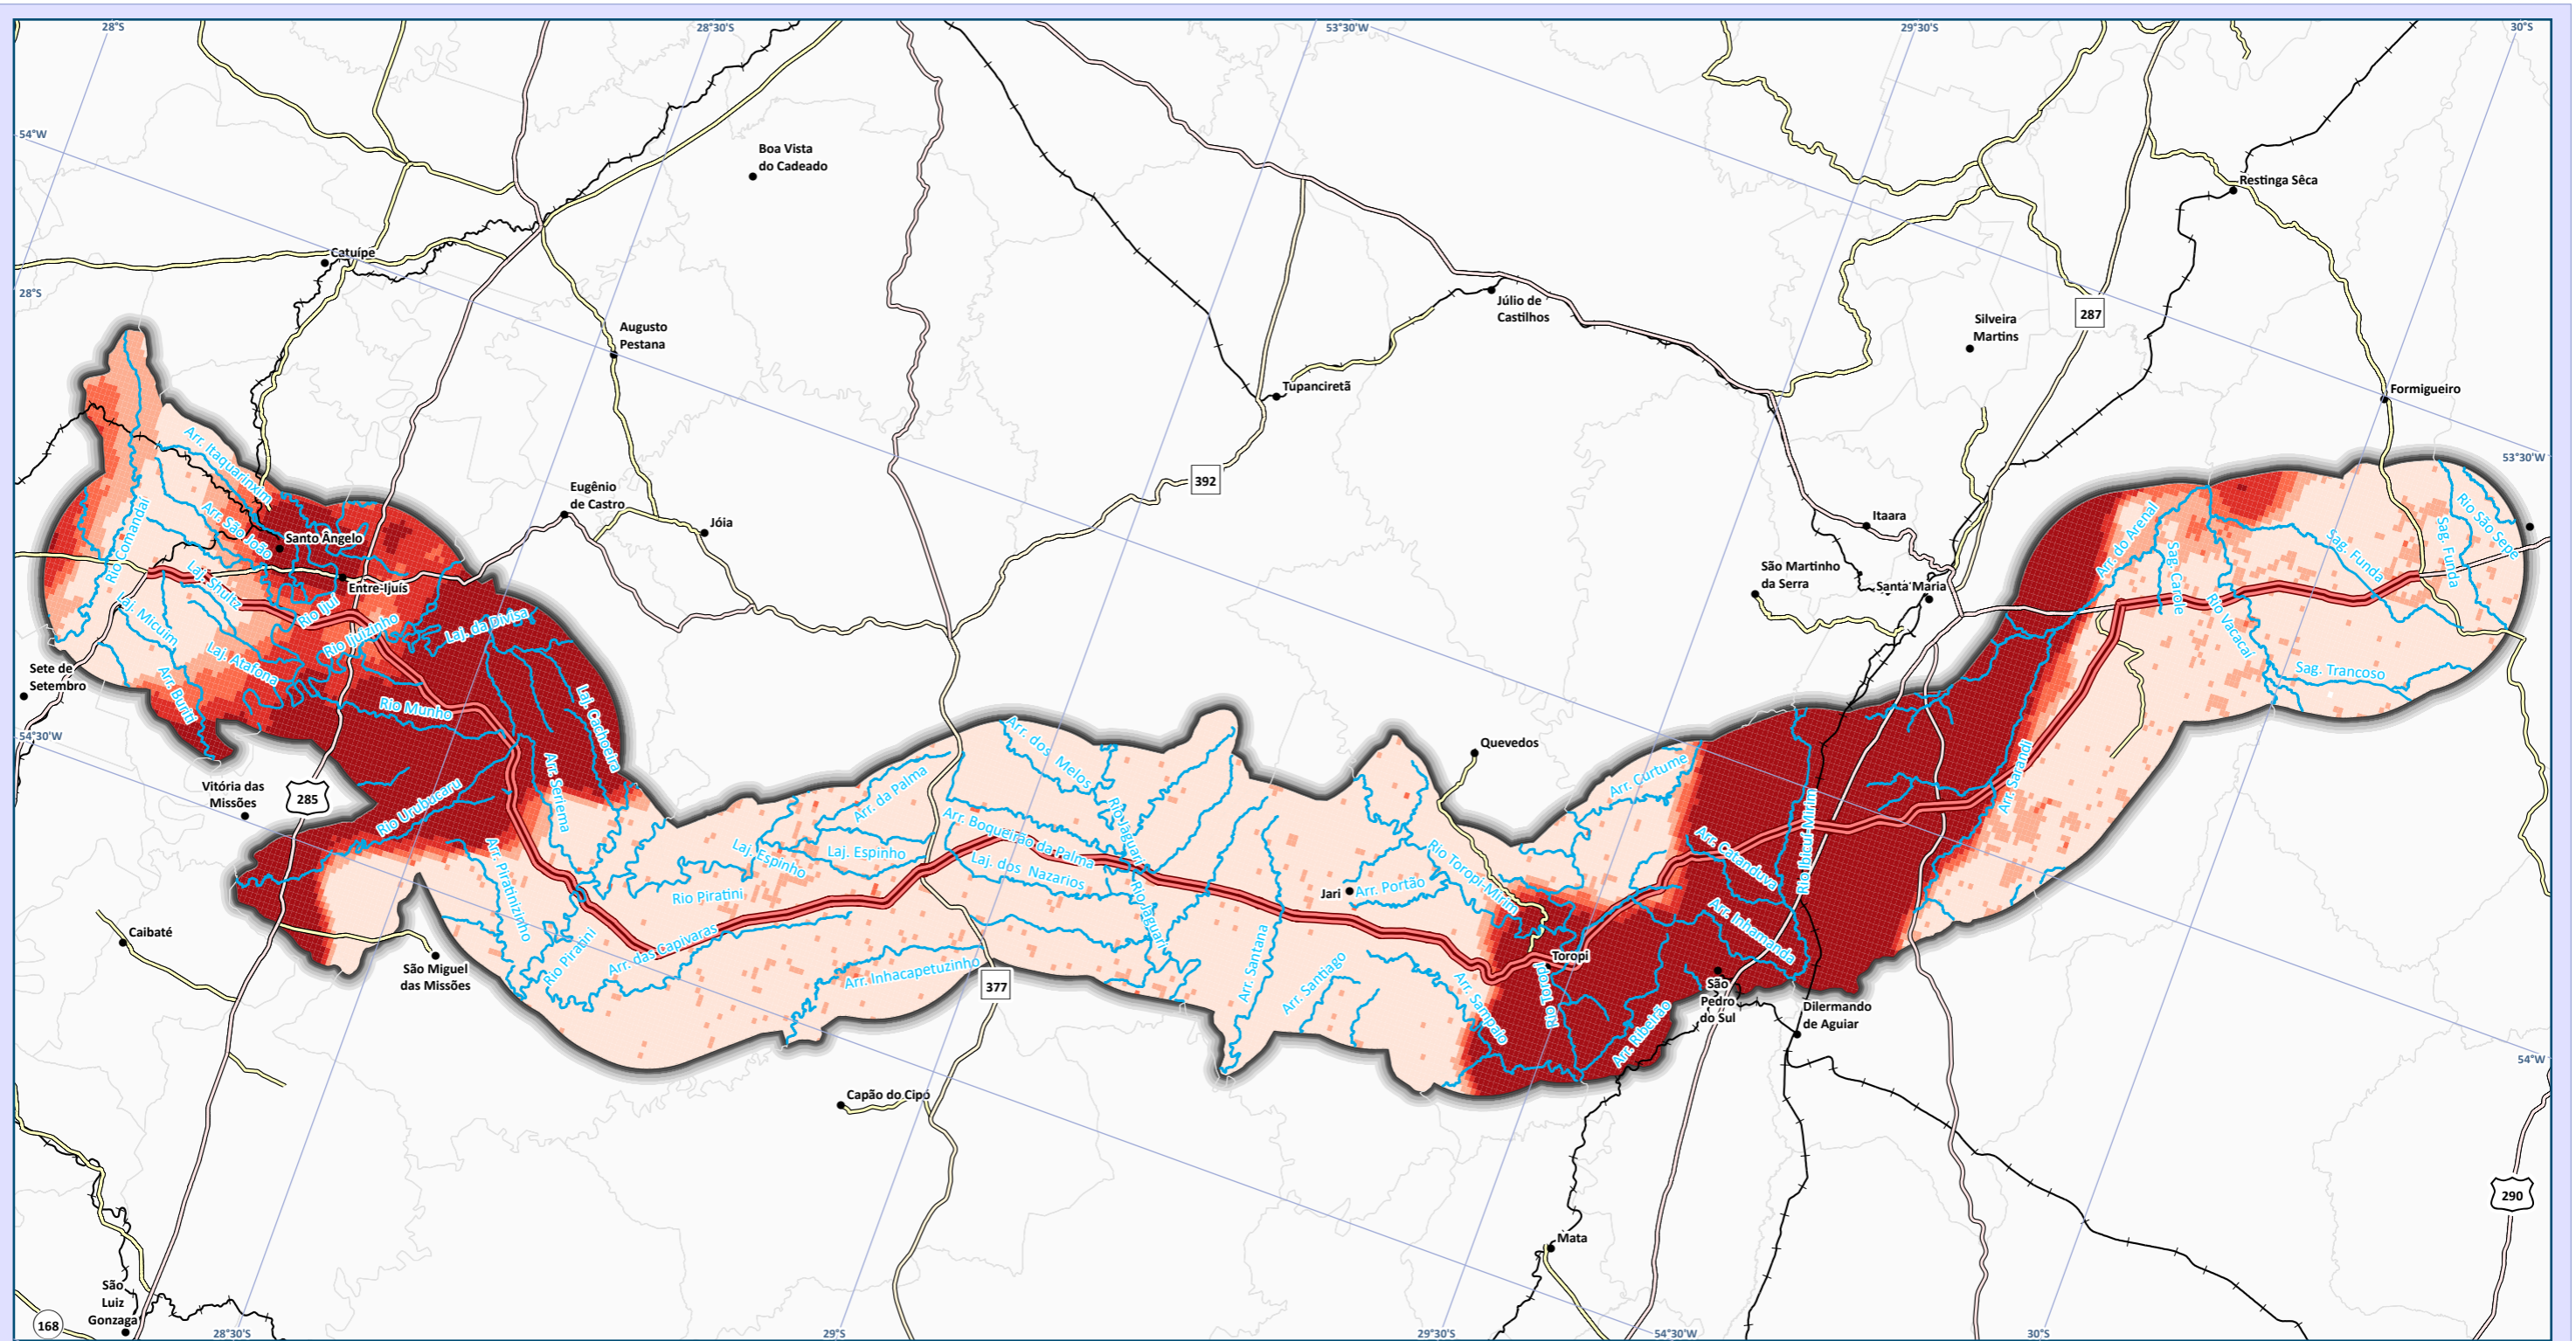 28°S
28°30'S
53°30'W
29°30'S
30°S
54°W
Boa Vista
do Cadeado
Restinga Sêca
Catuípe
28°S
Júlio de
Castilhos
287
Silveira
Martins
Augusto
Pestana
Tupanciretã
Formigueiro
Arr. Itaquarinxim
53°30'W
392
Eugênio
de Castro
Jóia
Rio Comandaí
Arr. São João
Santo Ângelo
Itaara
Arr. do Arenal
Sag. Carole
Sag. Funda
Sag. Funda
Rio São Sepe
Laj. Shultz
Entre-Ijuís
São Martinho
da Serra
Santa Maria
Laj. Micuim
Rio Ijuí
Rio Ijuizinho
Laj. da Divisa
Rio Vacacaí
Laj. Atafona
Sete de
Setembro
Arr. Buriti
Sag. Trancoso
Rio Munho
Laj. Cachoeira
54°30'W
Arr. dos Melos
Quevedos
Vitória das
Missões
285
Arr. Seriema
Arr. da Palma
Arr. Curtume
Arr. Sarandi
Rio Urubucaru
Arr. Boqueirão da Palma
Rio Jaguari
Rio Ibicuí-Mirim
Arr. Piratinizinho
Laj. Espinho
Laj. Espinho
Laj. dos Nazarios
Rio Toropi-Mirim
Arr. Catanduva
Rio Piratini
Rio Jaguari
Jari
Arr. Portão
Caibaté
Rio Piratini
Arr. das Capivaras
Arr. Inhamanda
São Miguel
das Missões
Arr. Inhacapetuzinho
377
Arr. Santana
Arr. Santiago
Arr. Sampaio
Toropi
Rio Toropi
São
Pedro
do Sul
Arr. Ribeirão
Dilermando
de Aguiar
54°W
Capão do Cipó
290
Mata
São
Luiz
Gonzaga
168
28°30'S
29°S
29°30'S
54°30'W
30°S